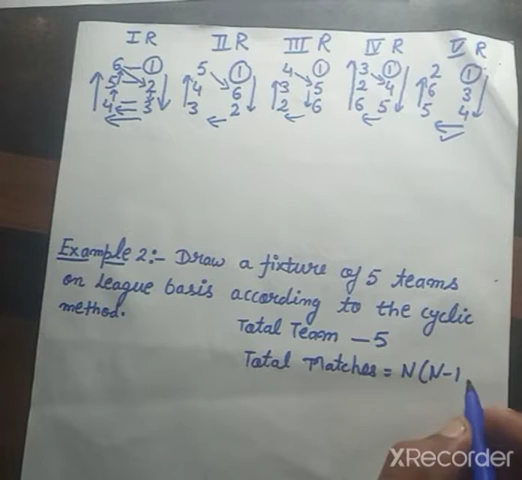 I R II R III R IV R V R
6 1 5 1 4 1 3 1 2 1
5 2 4 6 3 5 2 4 6 3
4 3 3 2 2 6 6 5 5 4
Example 2:- Draw a fixture of 5 teams
on league basis according to the cyclic
method.
Total Team - 5
Total Matches = N(N-1
XRecorder